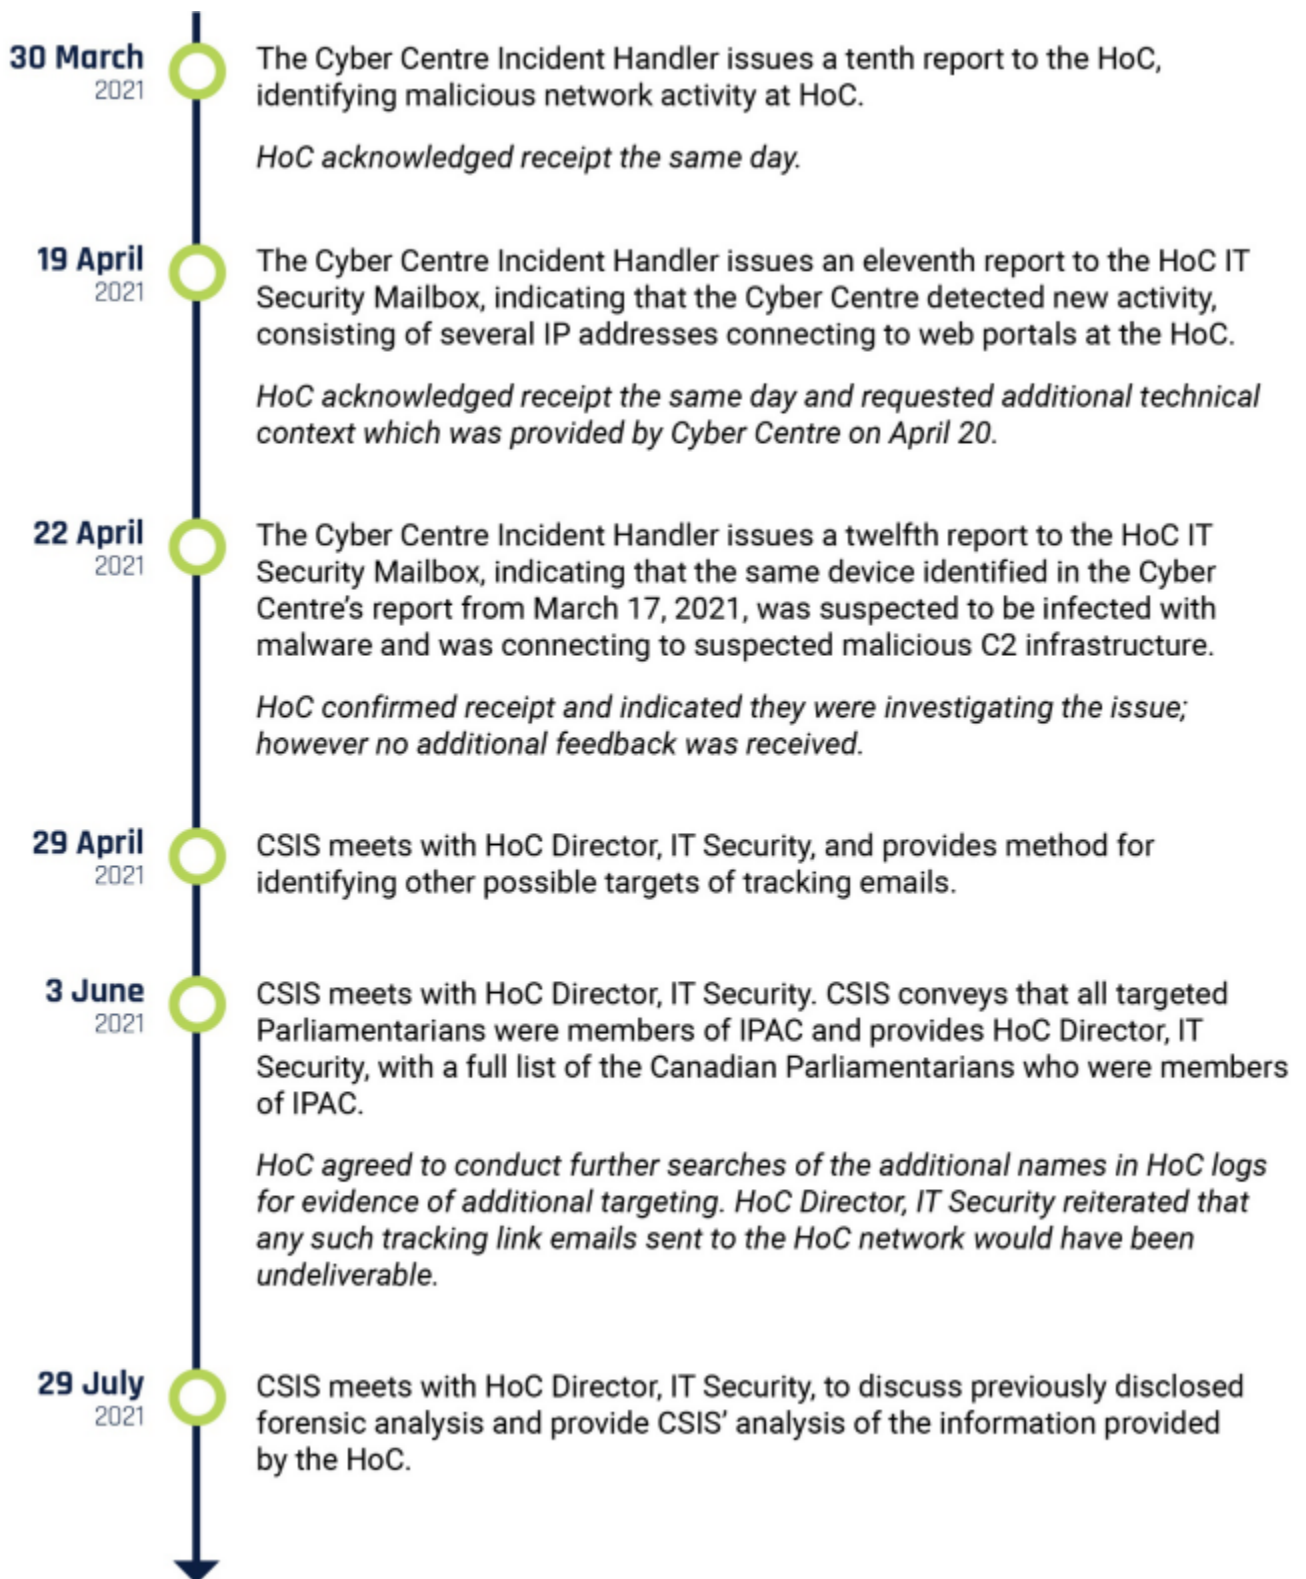 30 March
2021
The Cyber Centre Incident Handler issues a tenth report to the HoC,
identifying malicious network activity at HoC.
HoC acknowledged receipt the same day.
19 April
2021
The Cyber Centre Incident Handler issues an eleventh report to the HoC IT
Security Mailbox, indicating that the Cyber Centre detected new activity,
consisting of several IP addresses connecting to web portals at the HoC.
HoC acknowledged receipt the same day and requested additional technical
context which was provided by Cyber Centre on April 20.
22 April
2021
The Cyber Centre Incident Handler issues a twelfth report to the HoC IT
Security Mailbox, indicating that the same device identified in the Cyber
Centre’s report from March 17, 2021, was suspected to be infected with
malware and was connecting to suspected malicious C2 infrastructure.
HoC confirmed receipt and indicated they were investigating the issue;
however no additional feedback was received.
29 April
2021
CSIS meets with HoC Director, IT Security, and provides method for
identifying other possible targets of tracking emails.
3 June
2021
CSIS meets with HoC Director, IT Security. CSIS conveys that all targeted
Parliamentarians were members of IPAC and provides HoC Director, IT
Security, with a full list of the Canadian Parliamentarians who were members
of IPAC.
HoC agreed to conduct further searches of the additional names in HoC logs
for evidence of additional targeting. HoC Director, IT Security reiterated that
any such tracking link emails sent to the HoC network would have been
undeliverable.
29 July
2021
CSIS meets with HoC Director, IT Security, to discuss previously disclosed
forensic analysis and provide CSIS’ analysis of the information provided
by the HoC.